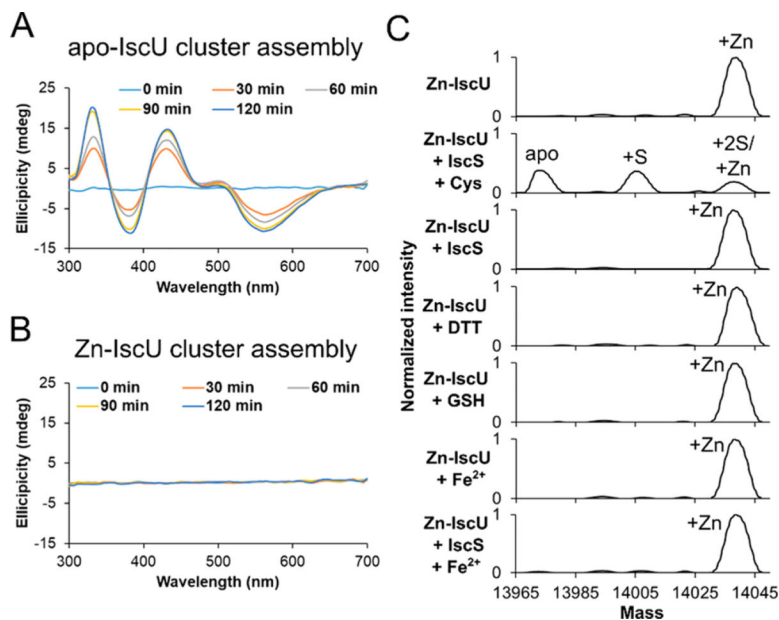 A
apo-IscU cluster assembly
0 min 30 min 60 min
90 min 120 min
Ellicipicity (mdeg)
25
15
5
-5
-15
300 400 500 600 700
Wavelength (nm)
B
Zn-IscU cluster assembly
0 min 30 min 60 min
90 min 120 min
Ellicipicity (mdeg)
25
15
5
-5
-15
300 400 500 600 700
Wavelength (nm)
C
Normalized intensity
Zn-IscU
1
0
+Zn
Zn-IscU
+ IscS
+ Cys
1
0
apo
+S
+2S/
+Zn
Zn-IscU
+ IscS
1
0
+Zn
Zn-IscU
+ DTT
1
0
+Zn
Zn-IscU
+ GSH
1
0
+Zn
Zn-IscU
+ Fe²⁺
1
0
+Zn
Zn-IscU
+ IscS
+ Fe²⁺
1
0
+Zn
13965 13985 14005 14025 14045
Mass